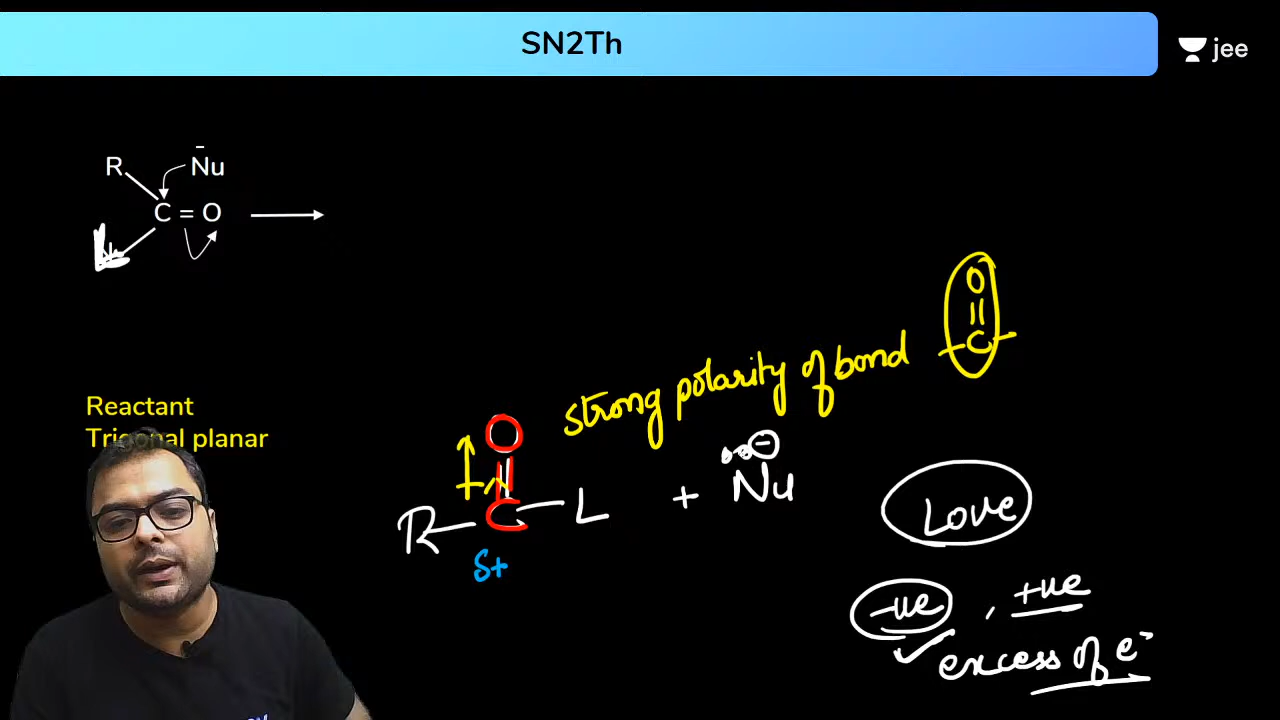 SN2Th
jee
R
Nu
C = O
Reactant
Trigonal planar
strong polarity of bond
O
||
-C-
O
||
R-C-L + Nu
δ+
Love
-ve , +ve
excess of e-